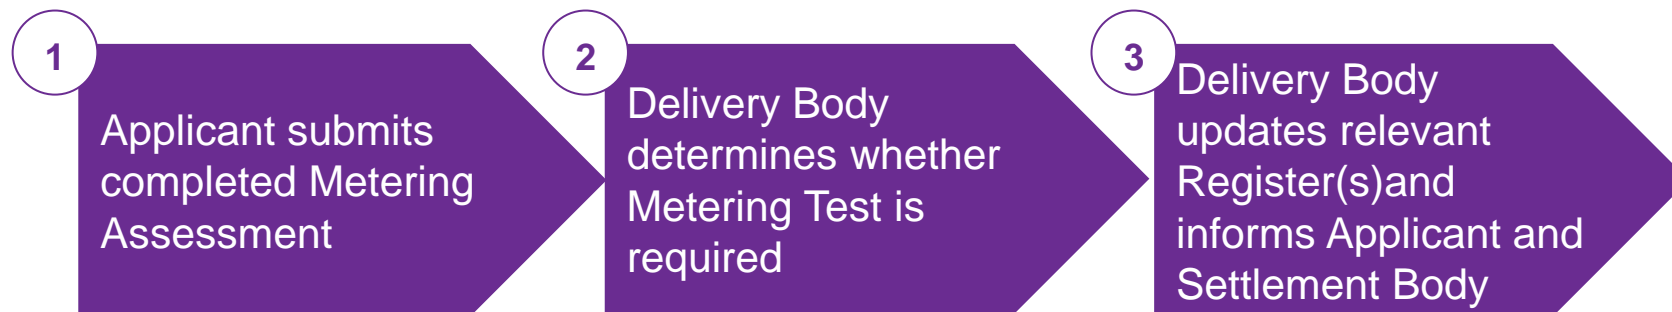 1
Applicant submits
completed Metering
Assessment
2
Delivery Body
determines whether
Metering Test is
required
3
Delivery Body
updates relevant
Register(s)and
informs Applicant and
Settlement Body